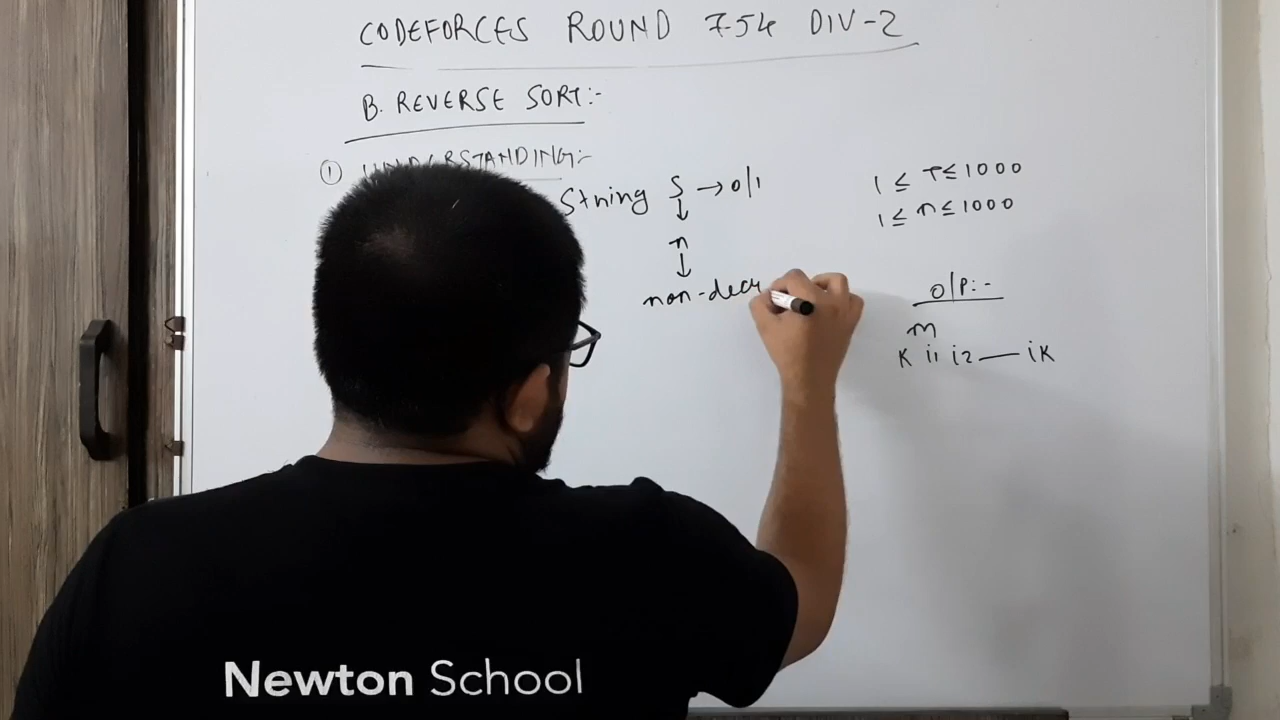 CODEFORCES ROUND 754 DIV-2
B. REVERSE SORT:-
① UNDERSTANDING:-
String S → 0/1
↓
n
↓
non-decr
1 ≤ T ≤ 1000
1 ≤ n ≤ 1000
O/P:-
m
K i1 i2 — iK
Newton School